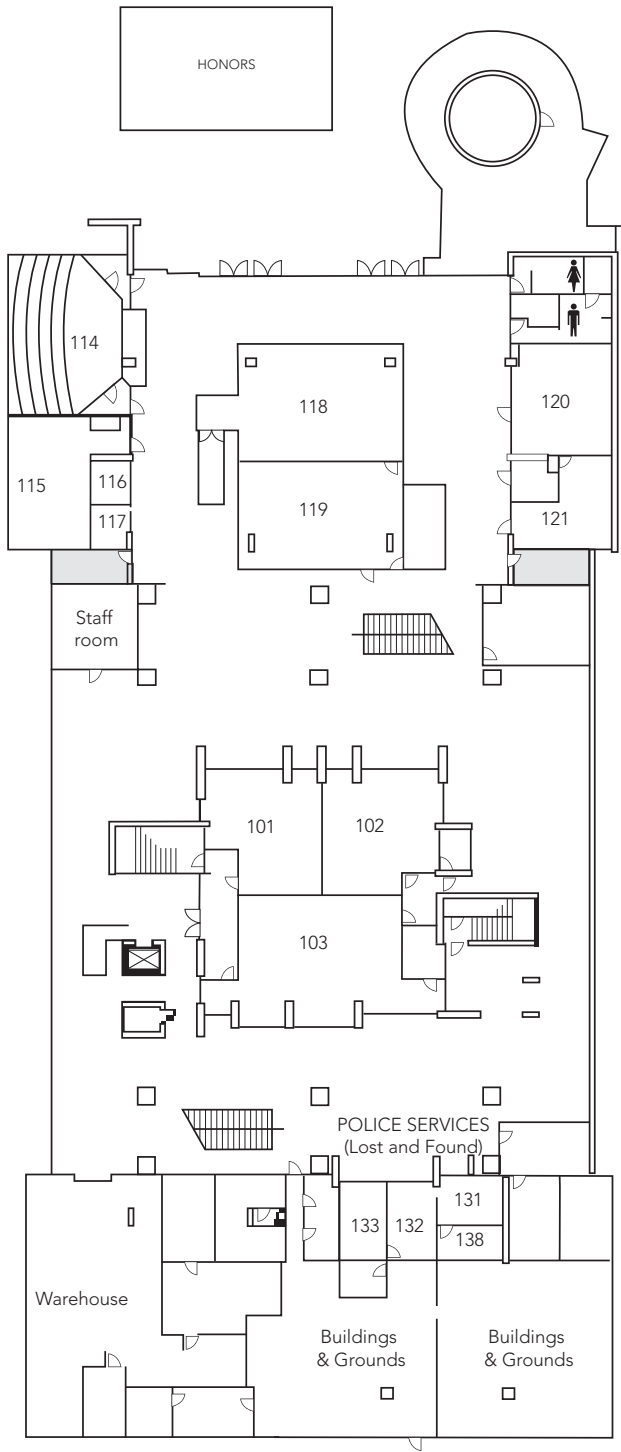 HONORS
114
118
120
115
116
119
117
121
Staff
room
101
102
103
POLICE SERVICES
(Lost and Found)
131
133
132
138
Warehouse
Buildings
& Grounds
Buildings
& Grounds